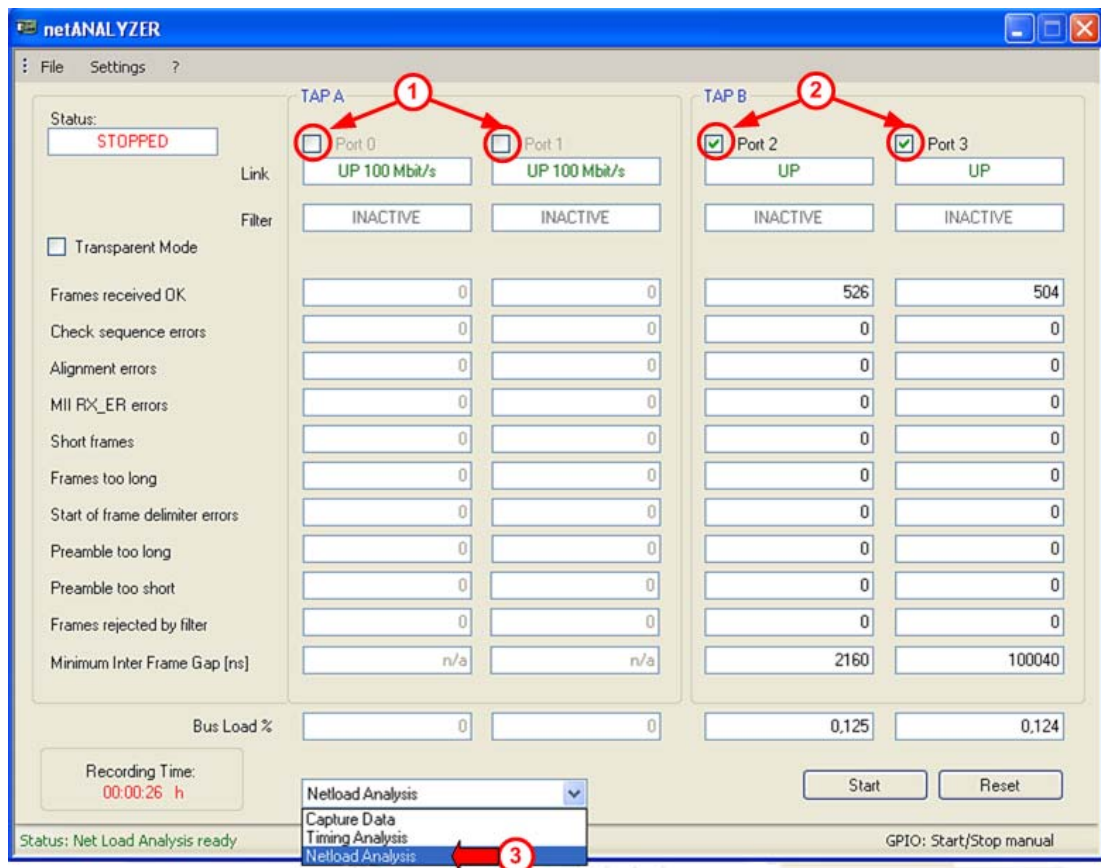 netANALYZER
File Settings ?
TAP A
TAP B
1
2
Status:
STOPPED
Port 0
Port 1
Port 2
Port 3
Link
UP 100 Mbit/s
UP 100 Mbit/s
UP
UP
Filter
INACTIVE
INACTIVE
INACTIVE
INACTIVE
Transparent Mode
Frames received OK 0 0 526 504
Check sequence errors 0 0 0 0
Alignment errors 0 0 0 0
MII RX_ER errors 0 0 0 0
Short frames 0 0 0 0
Frames too long 0 0 0 0
Start of frame delimiter errors 0 0 0 0
Preamble too long 0 0 0 0
Preamble too short 0 0 0 0
Frames rejected by filter 0 0 0 0
Minimum Inter Frame Gap [ns] n/a n/a 2160 100040
Bus Load % 0 0 0,125 0,124
Recording Time:
00:00:26 h
Netload Analysis
Start
Reset
Capture Data
Timing Analysis
Netload Analysis
3
Status: Net Load Analysis ready
GPIO: Start/Stop manual